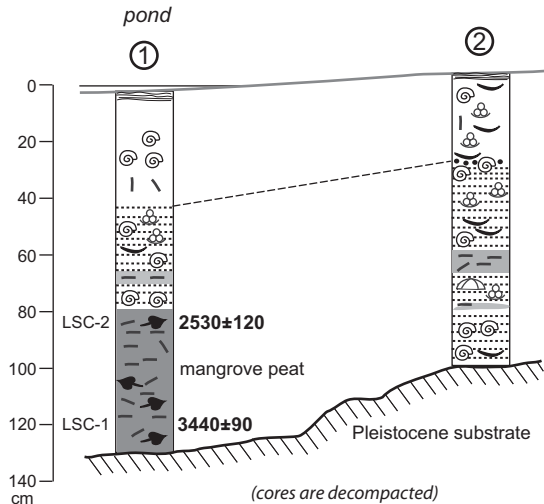 pond
1
2
0
20
40
60
80
100
120
140
cm
LSC-2
2530±120
mangrove peat
LSC-1
3440±90
Pleistocene substrate
(cores are decompacted)